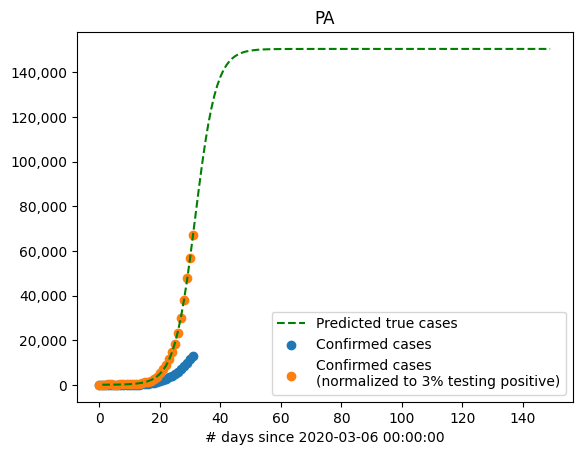 PA
140,000
120,000
100,000
80,000
60,000
40,000
20,000
0
Predicted true cases
Confirmed cases
Confirmed cases
(normalized to 3% testing positive)
0 20 40 60 80 100 120 140
# days since 2020-03-06 00:00:00